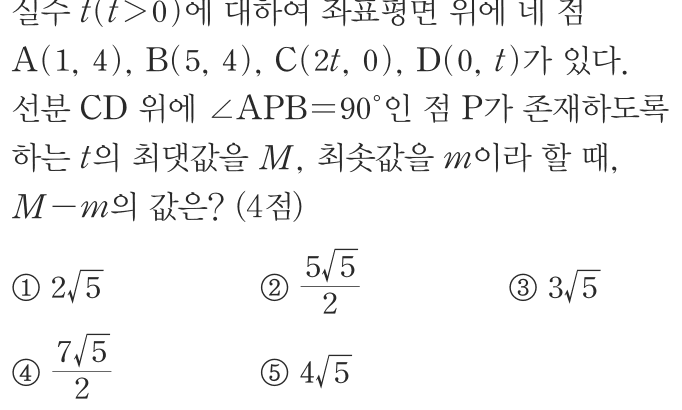 실수 t(t>0)에 대하여 좌표평면 위에 네 점
A(1, 4), B(5, 4), C(2t, 0), D(0, t)가 있다.
선분 CD 위에 ∠APB=90°인 점 P가 존재하도록
하는 t의 최댓값을 M, 최솟값을 m이라 할 때,
M-m의 값은? (4점)
① 2√5 ② 5√5/2 ③ 3√5
④ 7√5/2 ⑤ 4√5